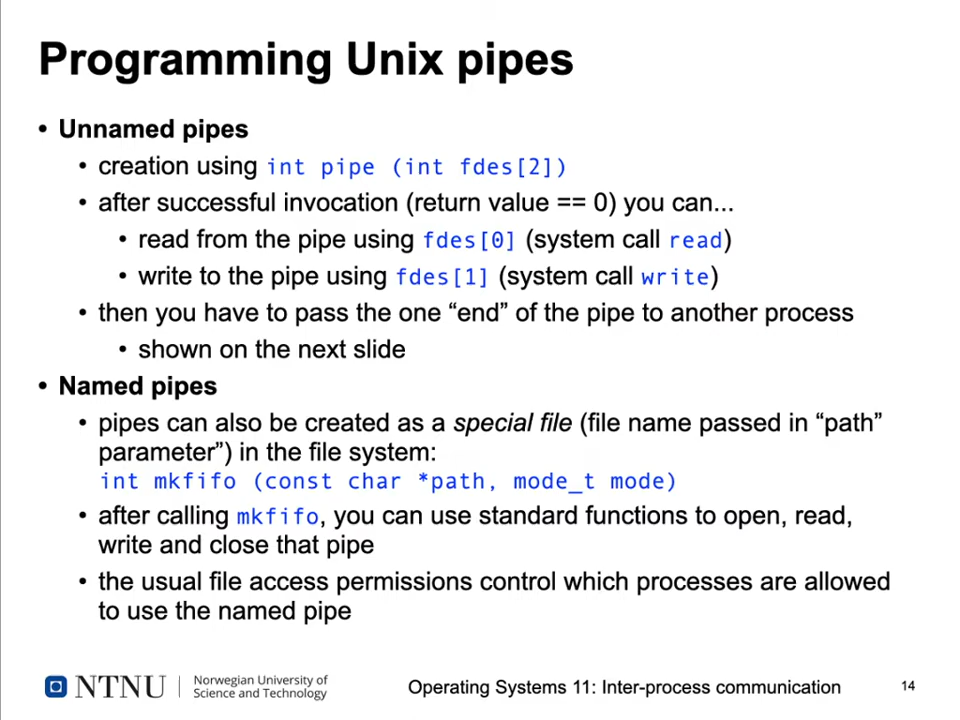 Programming Unix pipes
• Unnamed pipes
• creation using int pipe (int fdes[2])
• after successful invocation (return value == 0) you can...
• read from the pipe using fdes[0] (system call read)
• write to the pipe using fdes[1] (system call write)
• then you have to pass the one “end” of the pipe to another process
• shown on the next slide
• Named pipes
• pipes can also be created as a special file (file name passed in “path”
parameter”) in the file system:
int mkfifo (const char *path, mode_t mode)
• after calling mkfifo, you can use standard functions to open, read,
write and close that pipe
• the usual file access permissions control which processes are allowed
to use the named pipe
NTNU
Norwegian University of
Science and Technology
Operating Systems 11: Inter-process communication
14